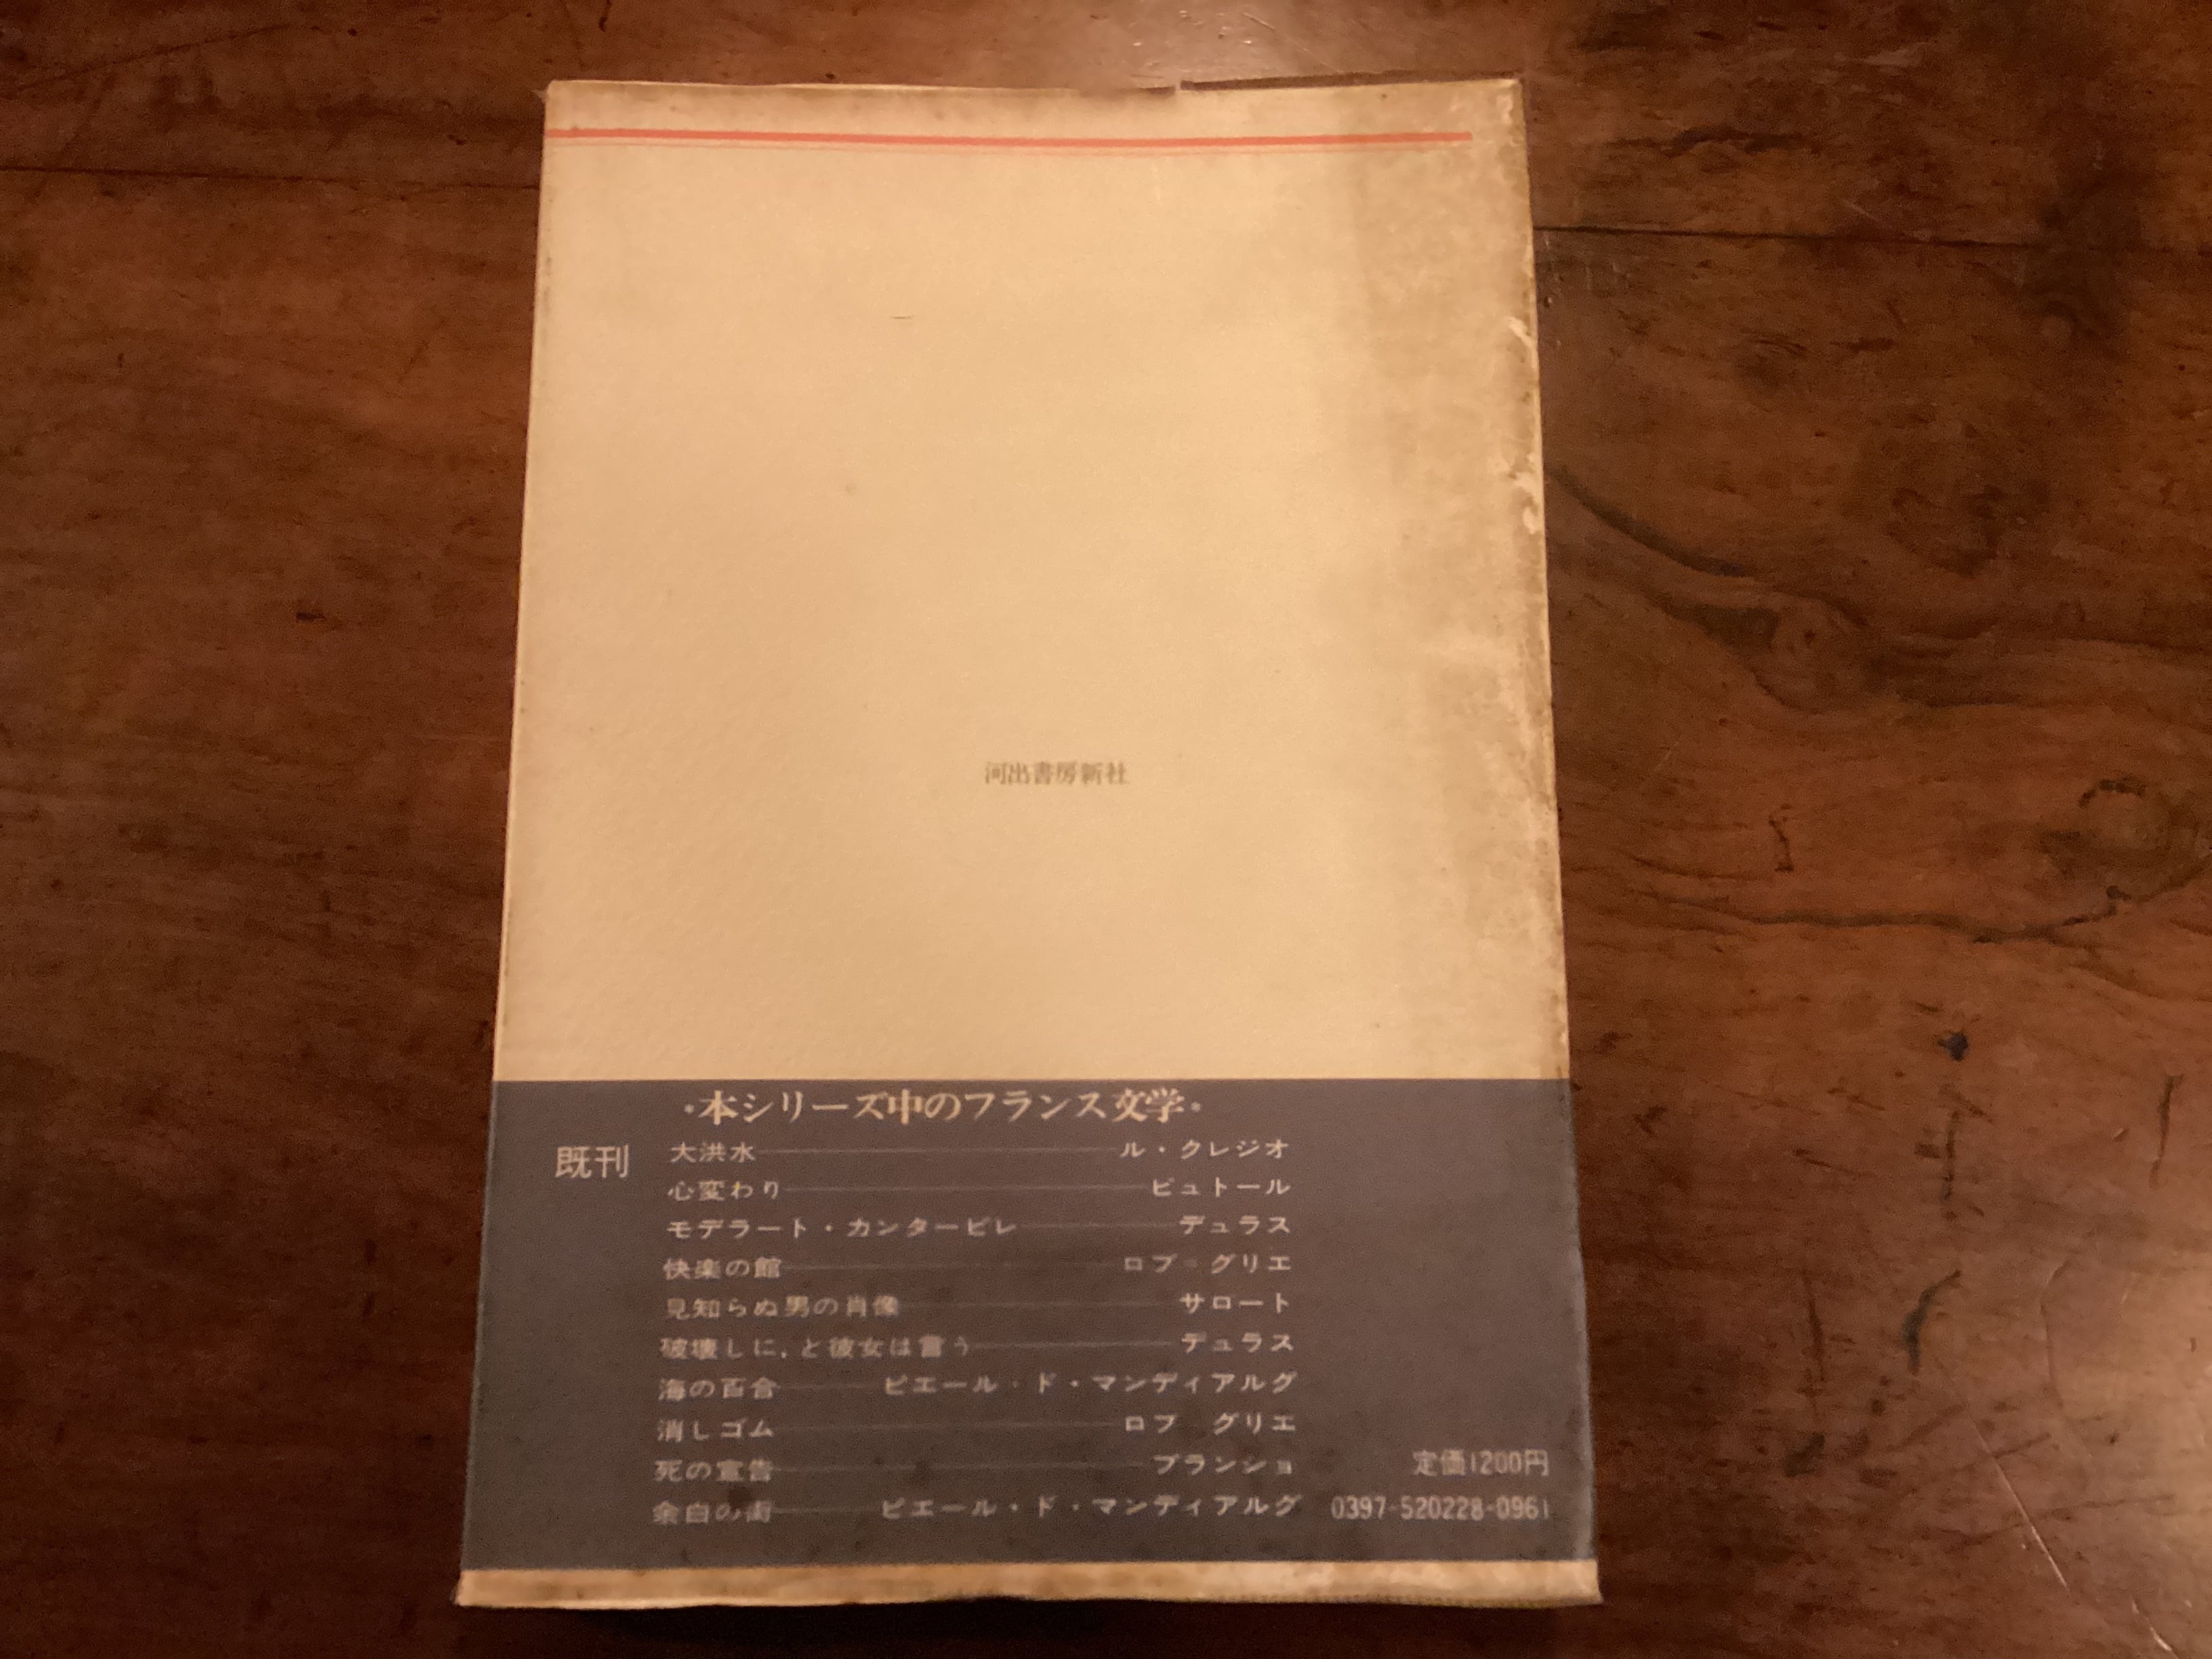 河出書房新社
・本シリーズ中のフランス文学・
既刊
大洪水――ル・クレジオ
心変わり――ビュトール
モデラート・カンタービレ――デュラス
快楽の館――ロブ＝グリエ
見知らぬ男の肖像――サロート
破壊しに，と彼女は言う――デュラス
海の百合――ピエール・ド・マンディアルグ
消しゴム――ロブ＝グリエ
死の宣告――ブランショ
余白の街――ピエール・ド・マンディアルグ
定価1200円
0397-520228-0961